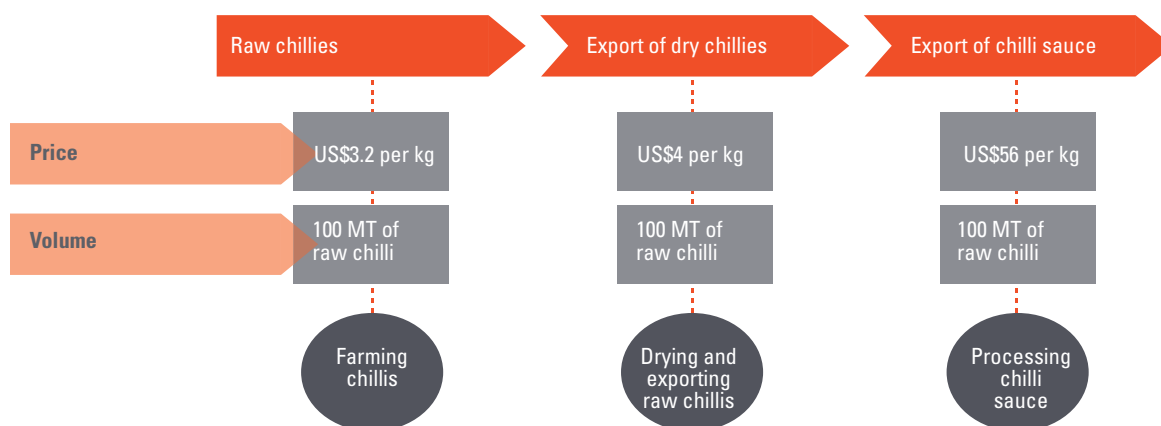 Raw chillies
Export of dry chillies
Export of chilli sauce
Price
US$3.2 per kg
US$4 per kg
US$56 per kg
Volume
100 MT of
raw chilli
100 MT of
raw chilli
100 MT of
raw chilli
Farming
chillis
Drying and
exporting
raw chillis
Processing
chilli
sauce